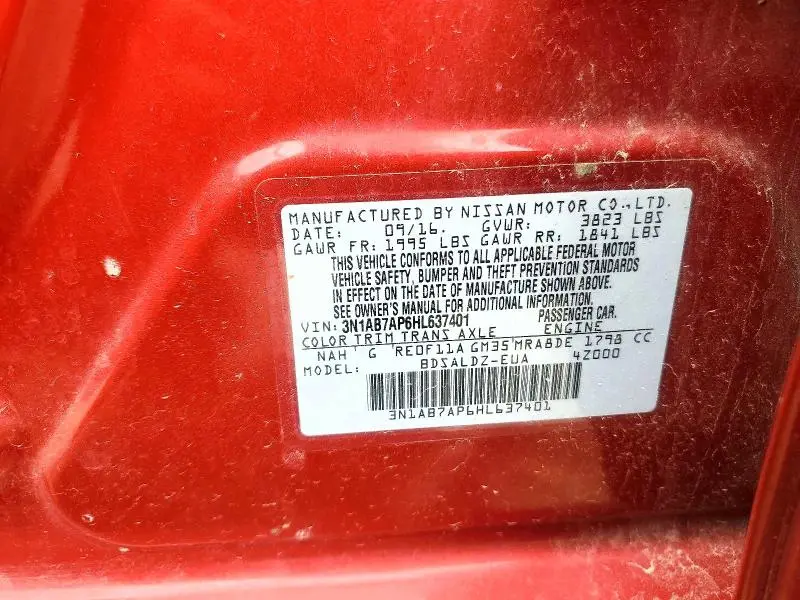 MANUFACTURED BY NISSAN MOTOR CO.,LTD.
DATE: 09/16. GVWR: 3823 LBS
GAWR FR: 1995 LBS GAWR RR: 1841 LBS
THIS VEHICLE CONFORMS TO ALL APPLICABLE FEDERAL MOTOR
VEHICLE SAFETY, BUMPER AND THEFT PREVENTION STANDARDS
IN EFFECT ON THE DATE OF MANUFACTURE SHOWN ABOVE.
SEE OWNER'S MANUAL FOR ADDITIONAL INFORMATION.
VIN: 3N1AB7AP6HL637401 PASSENGER CAR.
COLOR TRIM TRANS AXLE ENGINE
NAH G RE0F11A GM35 MRA8DE 1798 CC
MODEL: BDSALDZ-EUA 4Z000
3N1AB7AP6HL637401